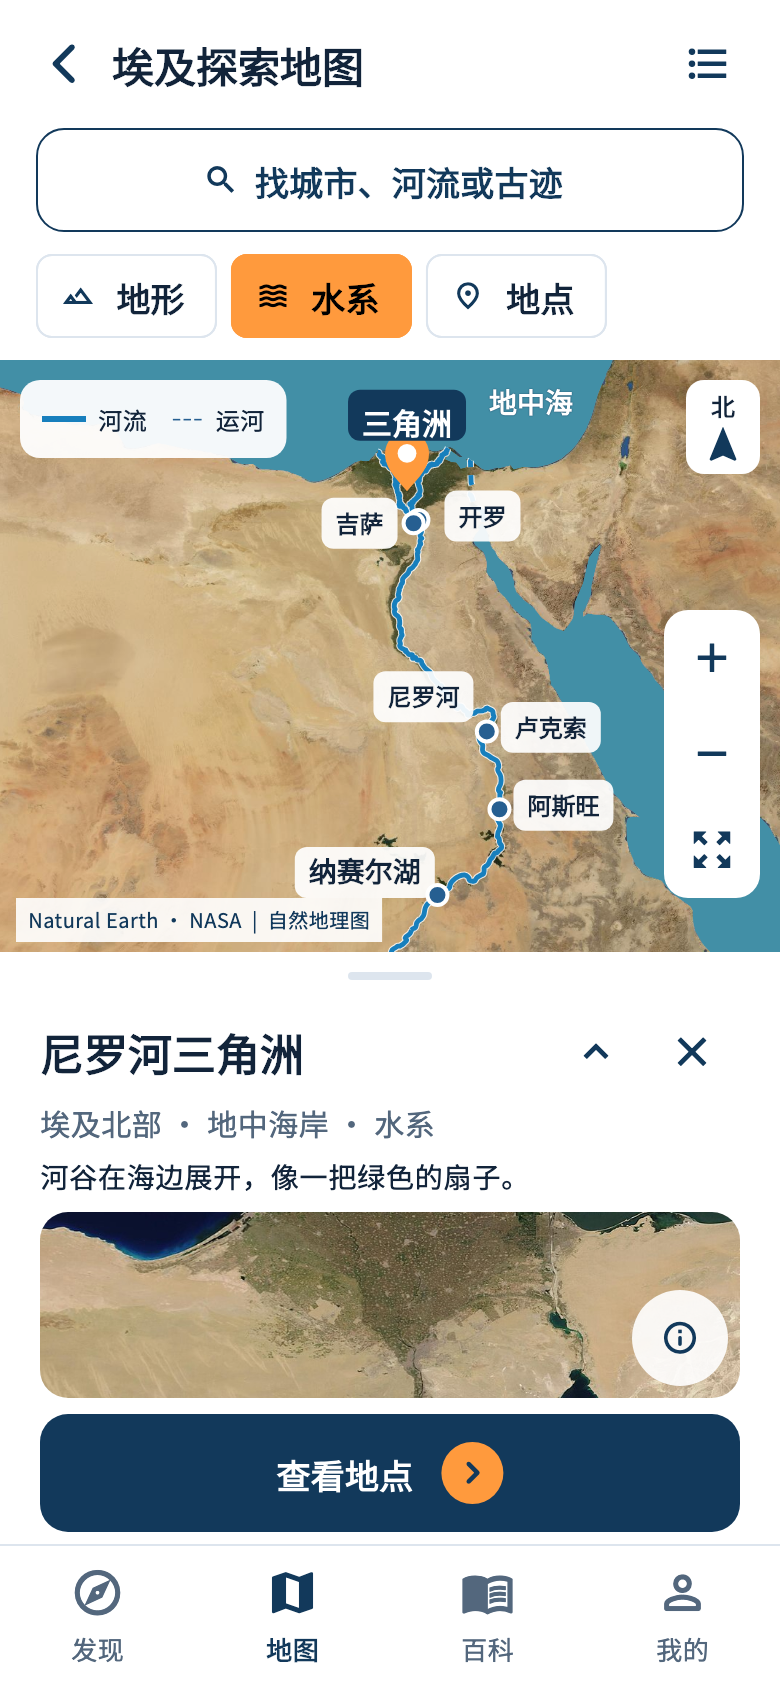 埃及探索地图
找城市、河流或古迹
地形
水系
地点
河流 运河
三角洲
地中海
北
吉萨
开罗
尼罗河
卢克索
阿斯旺
纳赛尔湖
Natural Earth • NASA | 自然地理图
尼罗河三角洲
埃及北部 • 地中海岸 • 水系
河谷在海边展开，像一把绿色的扇子。
查看地点
发现
地图
百科
我的